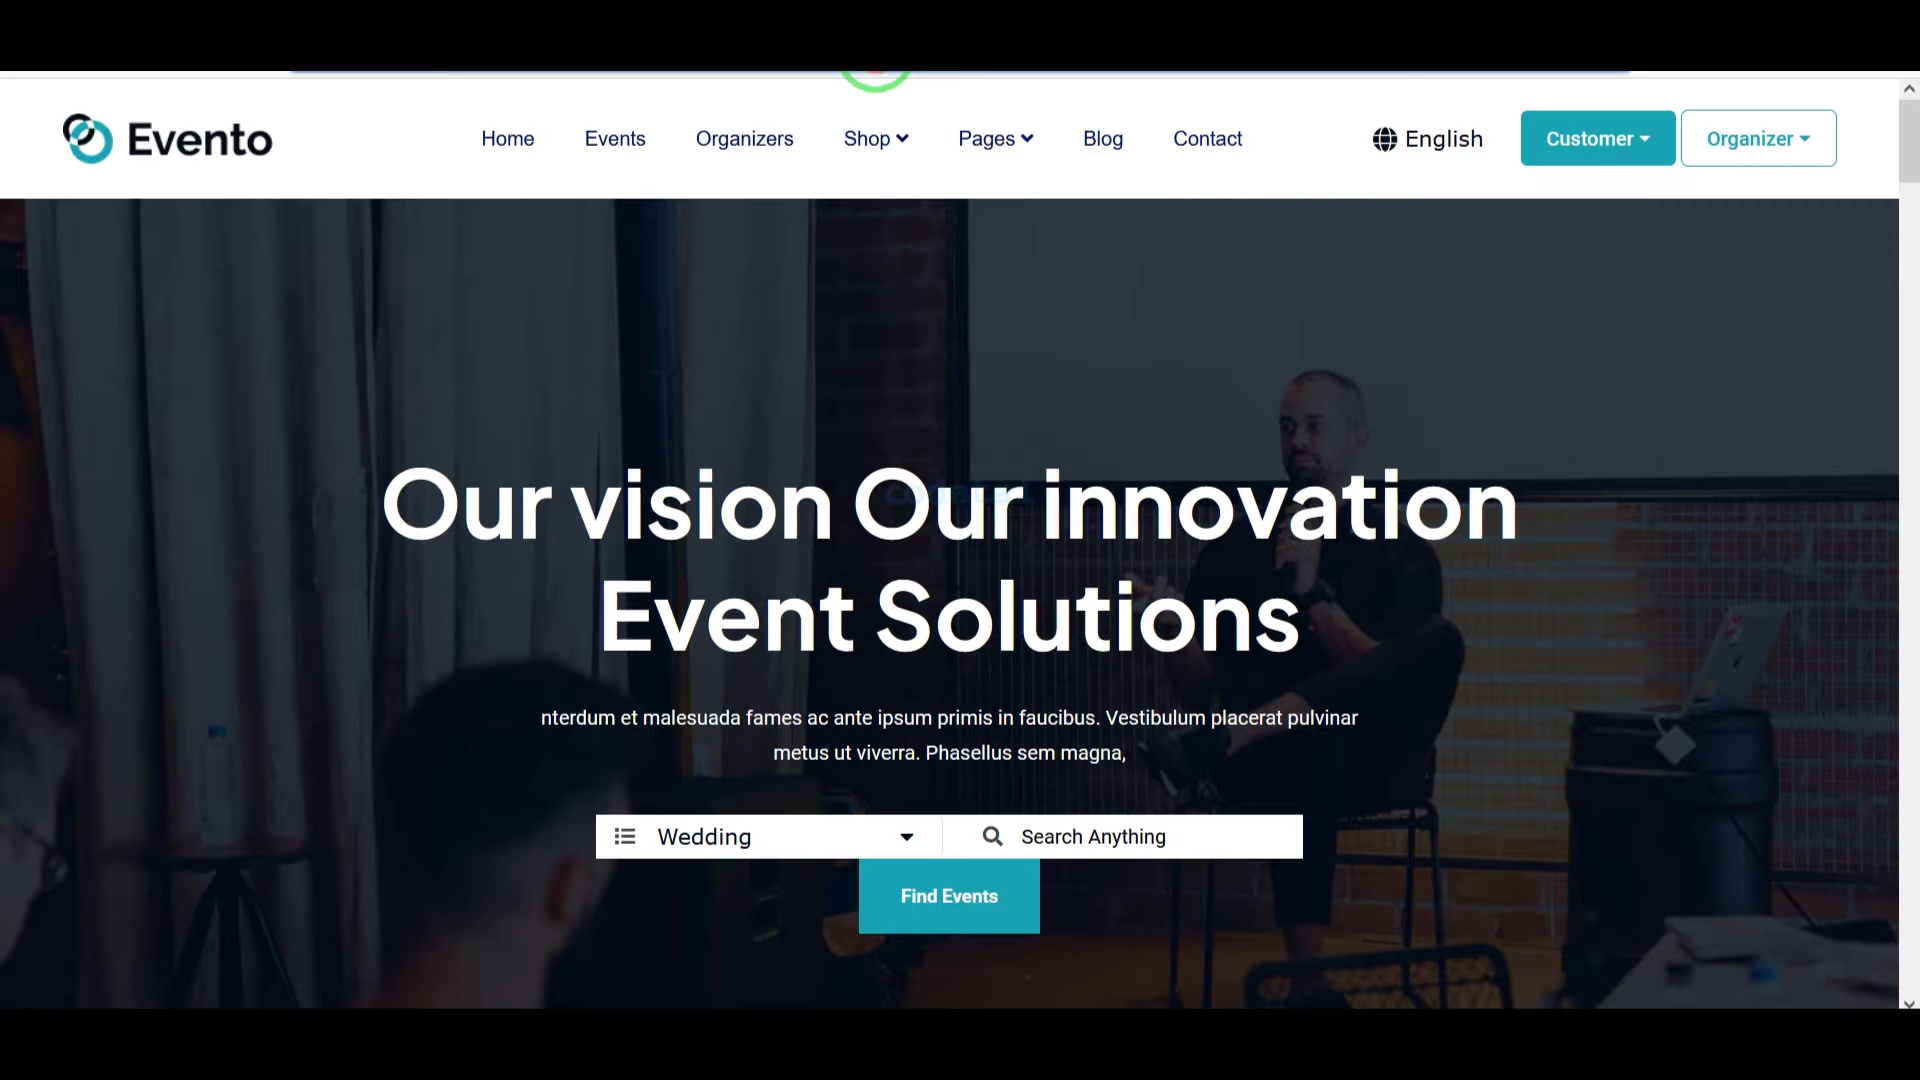 Evento
Home Events Organizers Shop Pages Blog Contact English Customer Organizer
Our vision Our innovation
Event Solutions
nterdum et malesuada fames ac ante ipsum primis in faucibus. Vestibulum placerat pulvinar
metus ut viverra. Phasellus sem magna,
Wedding Search Anything
Find Events